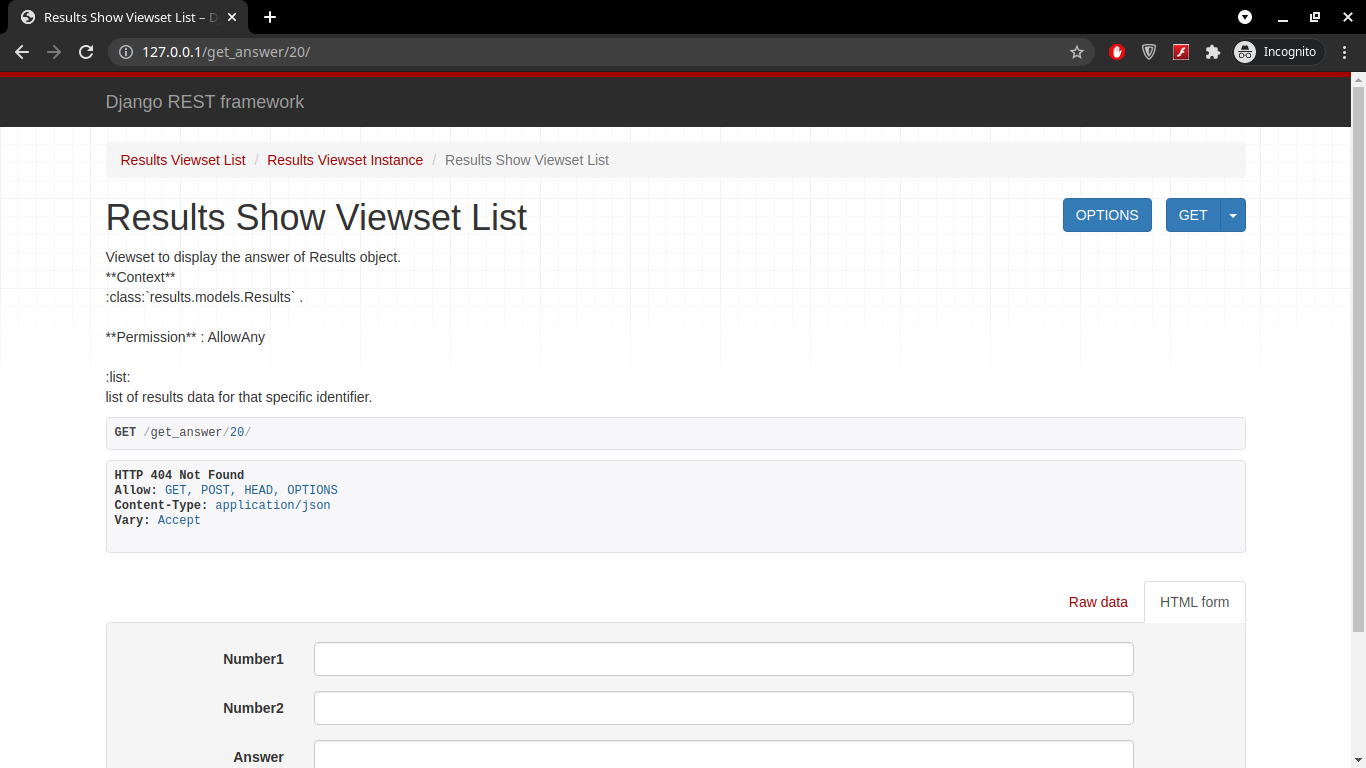 Results Show Viewset List – D
127.0.0.1/get_answer/20/
Incognito
Django REST framework
Results Viewset List / Results Viewset Instance / Results Show Viewset List
Results Show Viewset List
OPTIONS
GET
Viewset to display the answer of Results object.
**Context**
:class:`results.models.Results` .
**Permission** : AllowAny
:list:
list of results data for that specific identifier.
GET /get_answer/20/
HTTP 404 Not Found
Allow: GET, POST, HEAD, OPTIONS
Content-Type: application/json
Vary: Accept
Raw data
HTML form
Number1
Number2
Answer